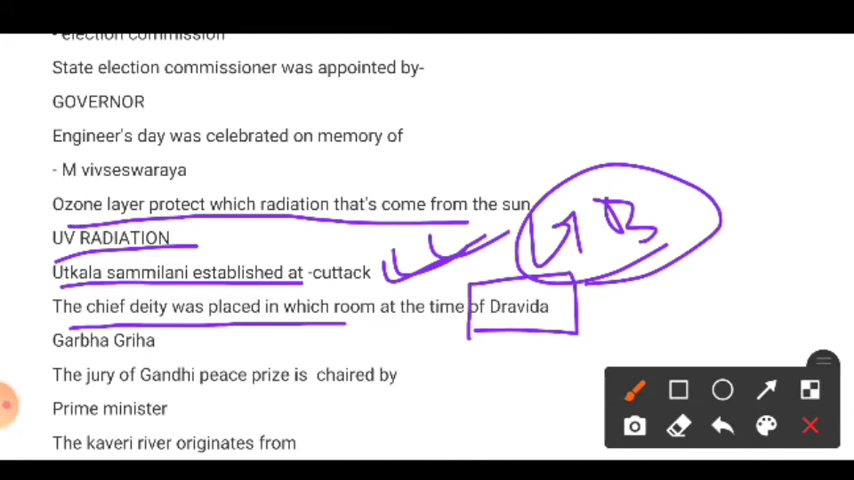 - election commission
State election commissioner was appointed by-
GOVERNOR
Engineer's day was celebrated on memory of
- M vivseswaraya
Ozone layer protect which radiation that's come from the sun
UV RADIATION
Utkala sammilani established at -cuttack
The chief deity was placed in which room at the time of Dravida
Garbha Griha
The jury of Gandhi peace prize is chaired by
Prime minister
The kaveri river originates from